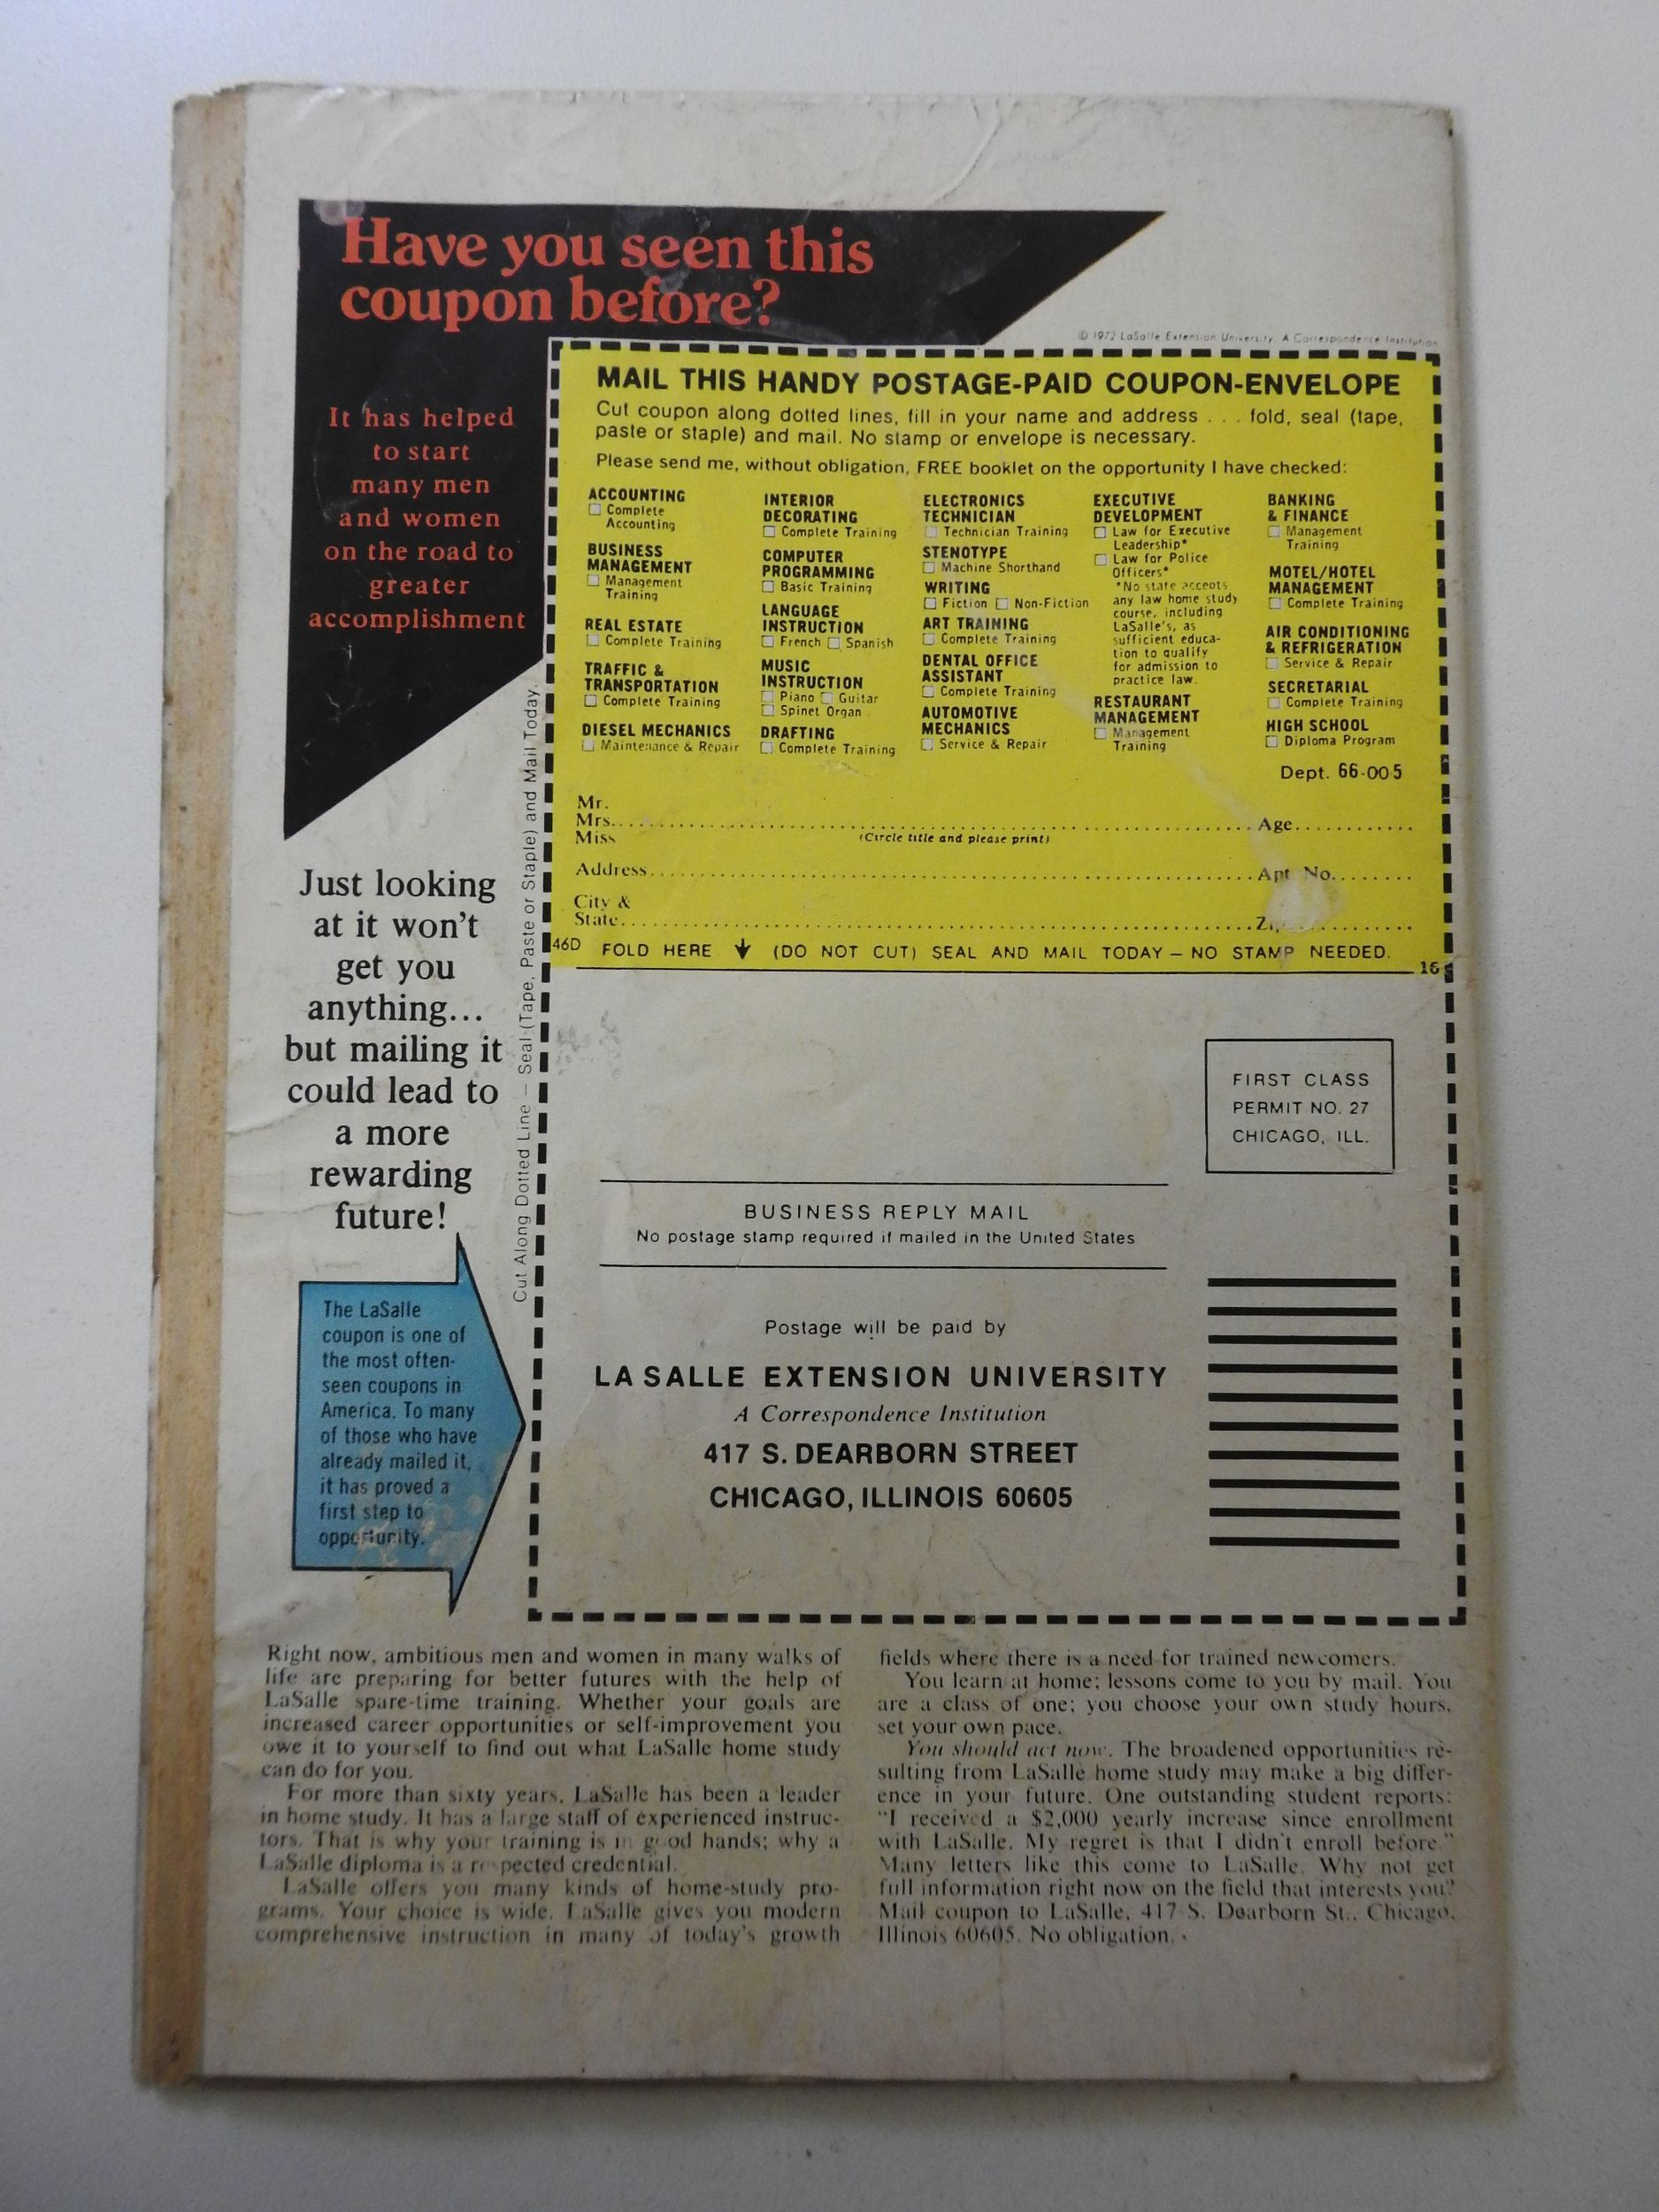 Have you seen this
coupon before?
It has helped
to start
many men
and women
on the road to
greater
accomplishment
© 1972 LaSalle Extension University, A Correspondence Institution
MAIL THIS HANDY POSTAGE-PAID COUPON-ENVELOPE
Cut coupon along dotted lines, fill in your name and address . . . fold, seal (tape,
paste or staple) and mail. No stamp or envelope is necessary.
Please send me, without obligation, FREE booklet on the opportunity I have checked:
ACCOUNTING
☐ Complete
Accounting
BUSINESS
MANAGEMENT
☐ Management
Training
REAL ESTATE
☐ Complete Training
TRAFFIC &
TRANSPORTATION
☐ Complete Training
DIESEL MECHANICS
☐ Maintenance & Repair
INTERIOR
DECORATING
☐ Complete Training
COMPUTER
PROGRAMMING
☐ Basic Training
LANGUAGE
INSTRUCTION
☐ French ☐ Spanish
MUSIC
INSTRUCTION
☐ Piano ☐ Guitar
☐ Spinet Organ
DRAFTING
☐ Complete Training
ELECTRONICS
TECHNICIAN
☐ Technician Training
STENOTYPE
☐ Machine Shorthand
WRITING
☐ Fiction ☐ Non-Fiction
ART TRAINING
☐ Complete Training
DENTAL OFFICE
ASSISTANT
☐ Complete Training
AUTOMOTIVE
MECHANICS
☐ Service & Repair
EXECUTIVE
DEVELOPMENT
☐ Law for Executive
Leadership*
☐ Law for Police
Officers*
*No state accepts
any law home study
course, including
LaSalle's, as
sufficient educa-
tion to qualify
for admission to
practice law.
RESTAURANT
MANAGEMENT
☐ Management
Training
BANKING
& FINANCE
☐ Management
Training
MOTEL/HOTEL
MANAGEMENT
☐ Complete Training
AIR CONDITIONING
& REFRIGERATION
☐ Service & Repair
SECRETARIAL
☐ Complete Training
HIGH SCHOOL
☐ Diploma Program
Dept. 66-005
Mr.
Mrs. Age
Miss (Circle title and please print)
Address Apt. No.
City &
State Zip
46D FOLD HERE ↓ (DO NOT CUT) SEAL AND MAIL TODAY – NO STAMP NEEDED.
16
Cut Along Dotted Line – Seal (Tape, Paste or Staple) and Mail Today.
Just looking
at it won't
get you
anything...
but mailing it
could lead to
a more
rewarding
future!
The LaSalle
coupon is one of
the most often-
seen coupons in
America. To many
of those who have
already mailed it,
it has proved a
first step to
opportunity.
FIRST CLASS
PERMIT NO. 27
CHICAGO, ILL.
BUSINESS REPLY MAIL
No postage stamp required if mailed in the United States
Postage will be paid by
LA SALLE EXTENSION UNIVERSITY
A Correspondence Institution
417 S. DEARBORN STREET
CHICAGO, ILLINOIS 60605
Right now, ambitious men and women in many walks of
life are preparing for better futures with the help of
LaSalle spare-time training. Whether your goals are
increased career opportunities or self-improvement you
owe it to yourself to find out what LaSalle home study
can do for you.
For more than sixty years, LaSalle has been a leader
in home study. It has a large staff of experienced instruc-
tors. That is why your training is in good hands; why a
LaSalle diploma is a respected credential.
LaSalle offers you many kinds of home-study pro-
grams. Your choice is wide. LaSalle gives you modern
comprehensive instruction in many of today's growth
fields where there is a need for trained newcomers.
You learn at home; lessons come to you by mail. You
are a class of one; you choose your own study hours,
set your own pace.
You should act now. The broadened opportunities re-
sulting from LaSalle home study may make a big differ-
ence in your future. One outstanding student reports:
"I received a $2,000 yearly increase since enrollment
with LaSalle. My regret is that I didn't enroll before."
Many letters like this come to LaSalle. Why not get
full information right now on the field that interests you?
Mail coupon to LaSalle, 417 S. Dearborn St., Chicago,
Illinois 60605. No obligation.